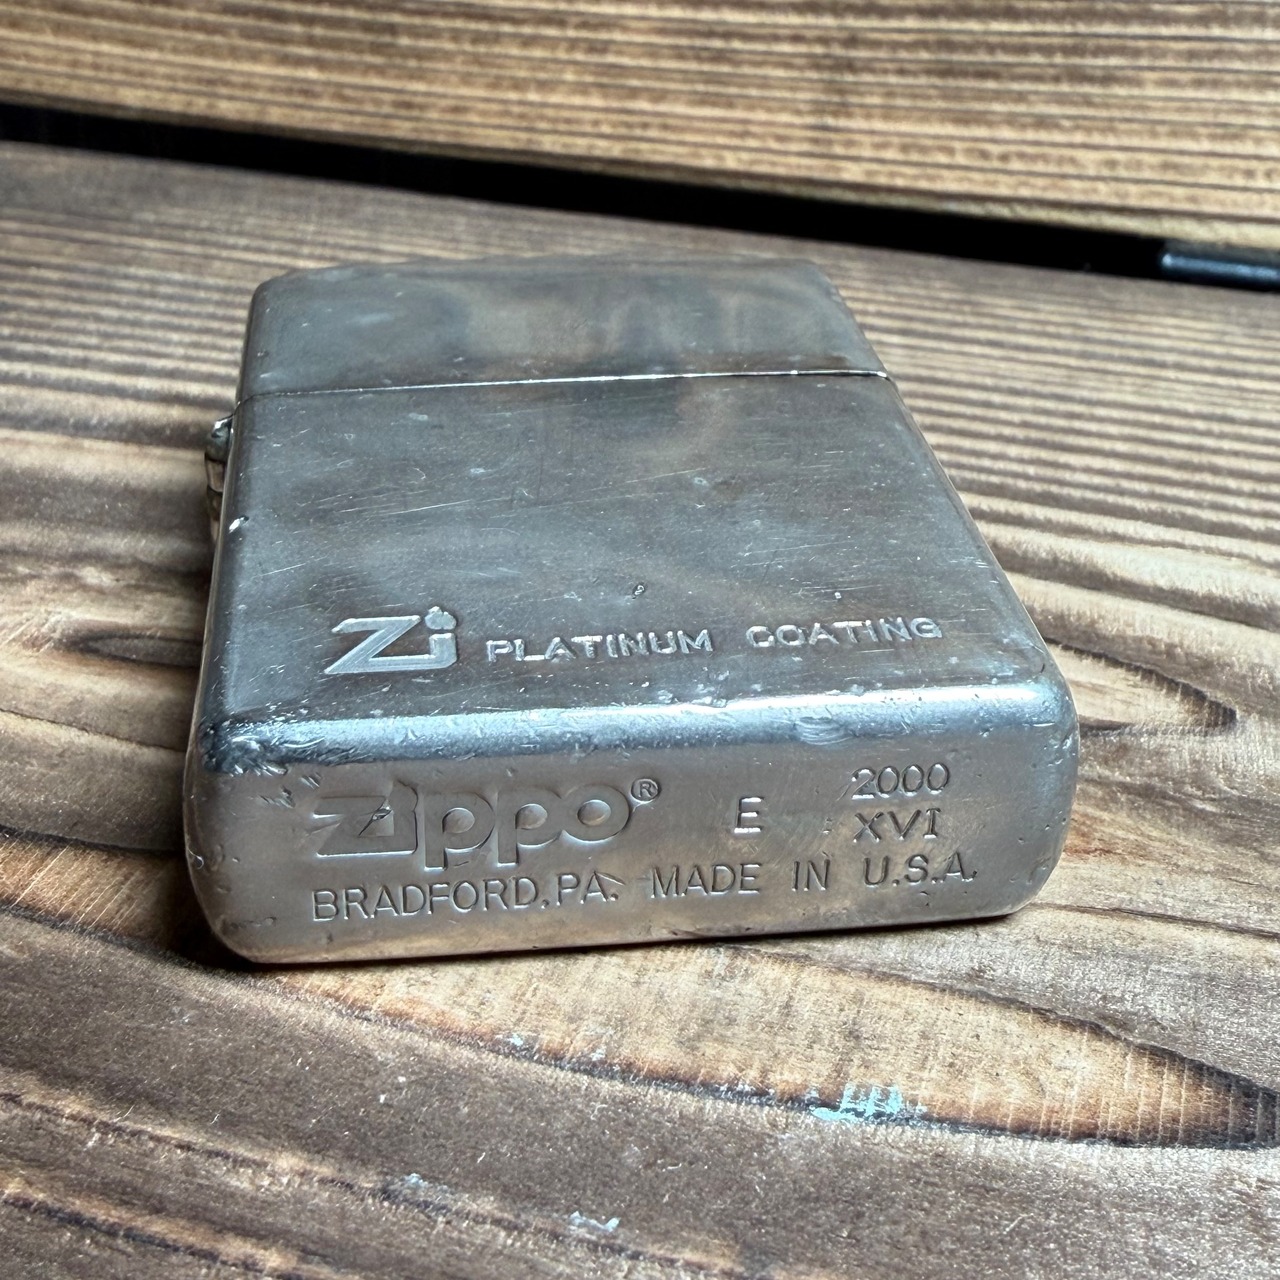 Zi PLATINUM COATING
Zippo® E 2000
XVI
BRADFORD,PA. MADE IN U.S.A.